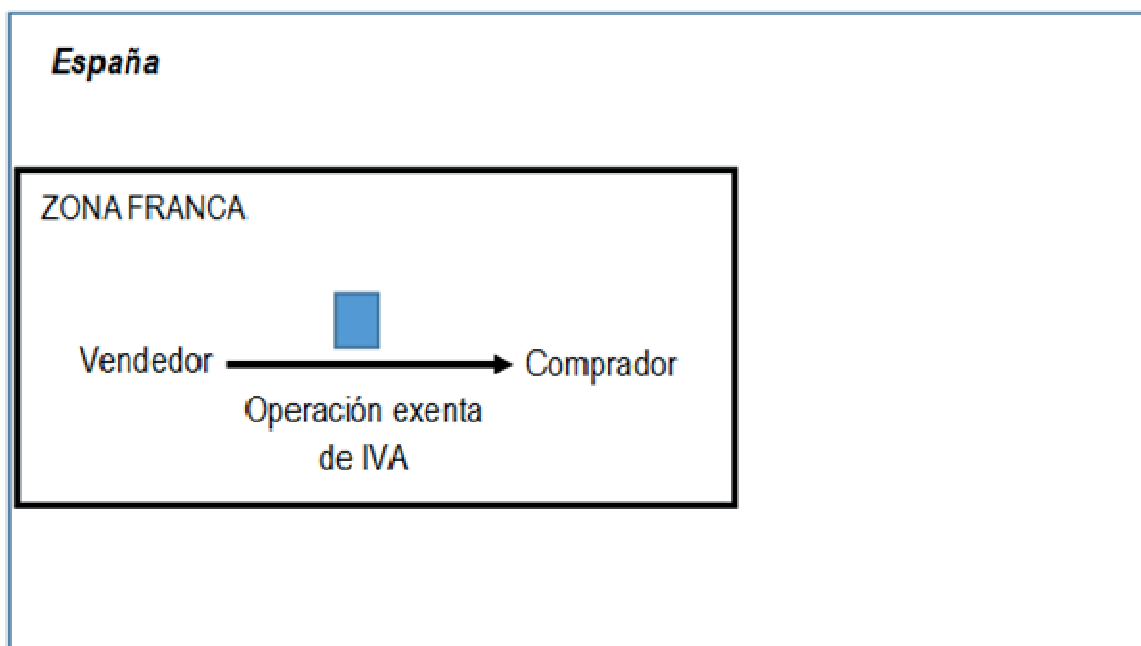 España
ZONA FRANCA
Vendedor
Comprador
Operación exenta
de IVA